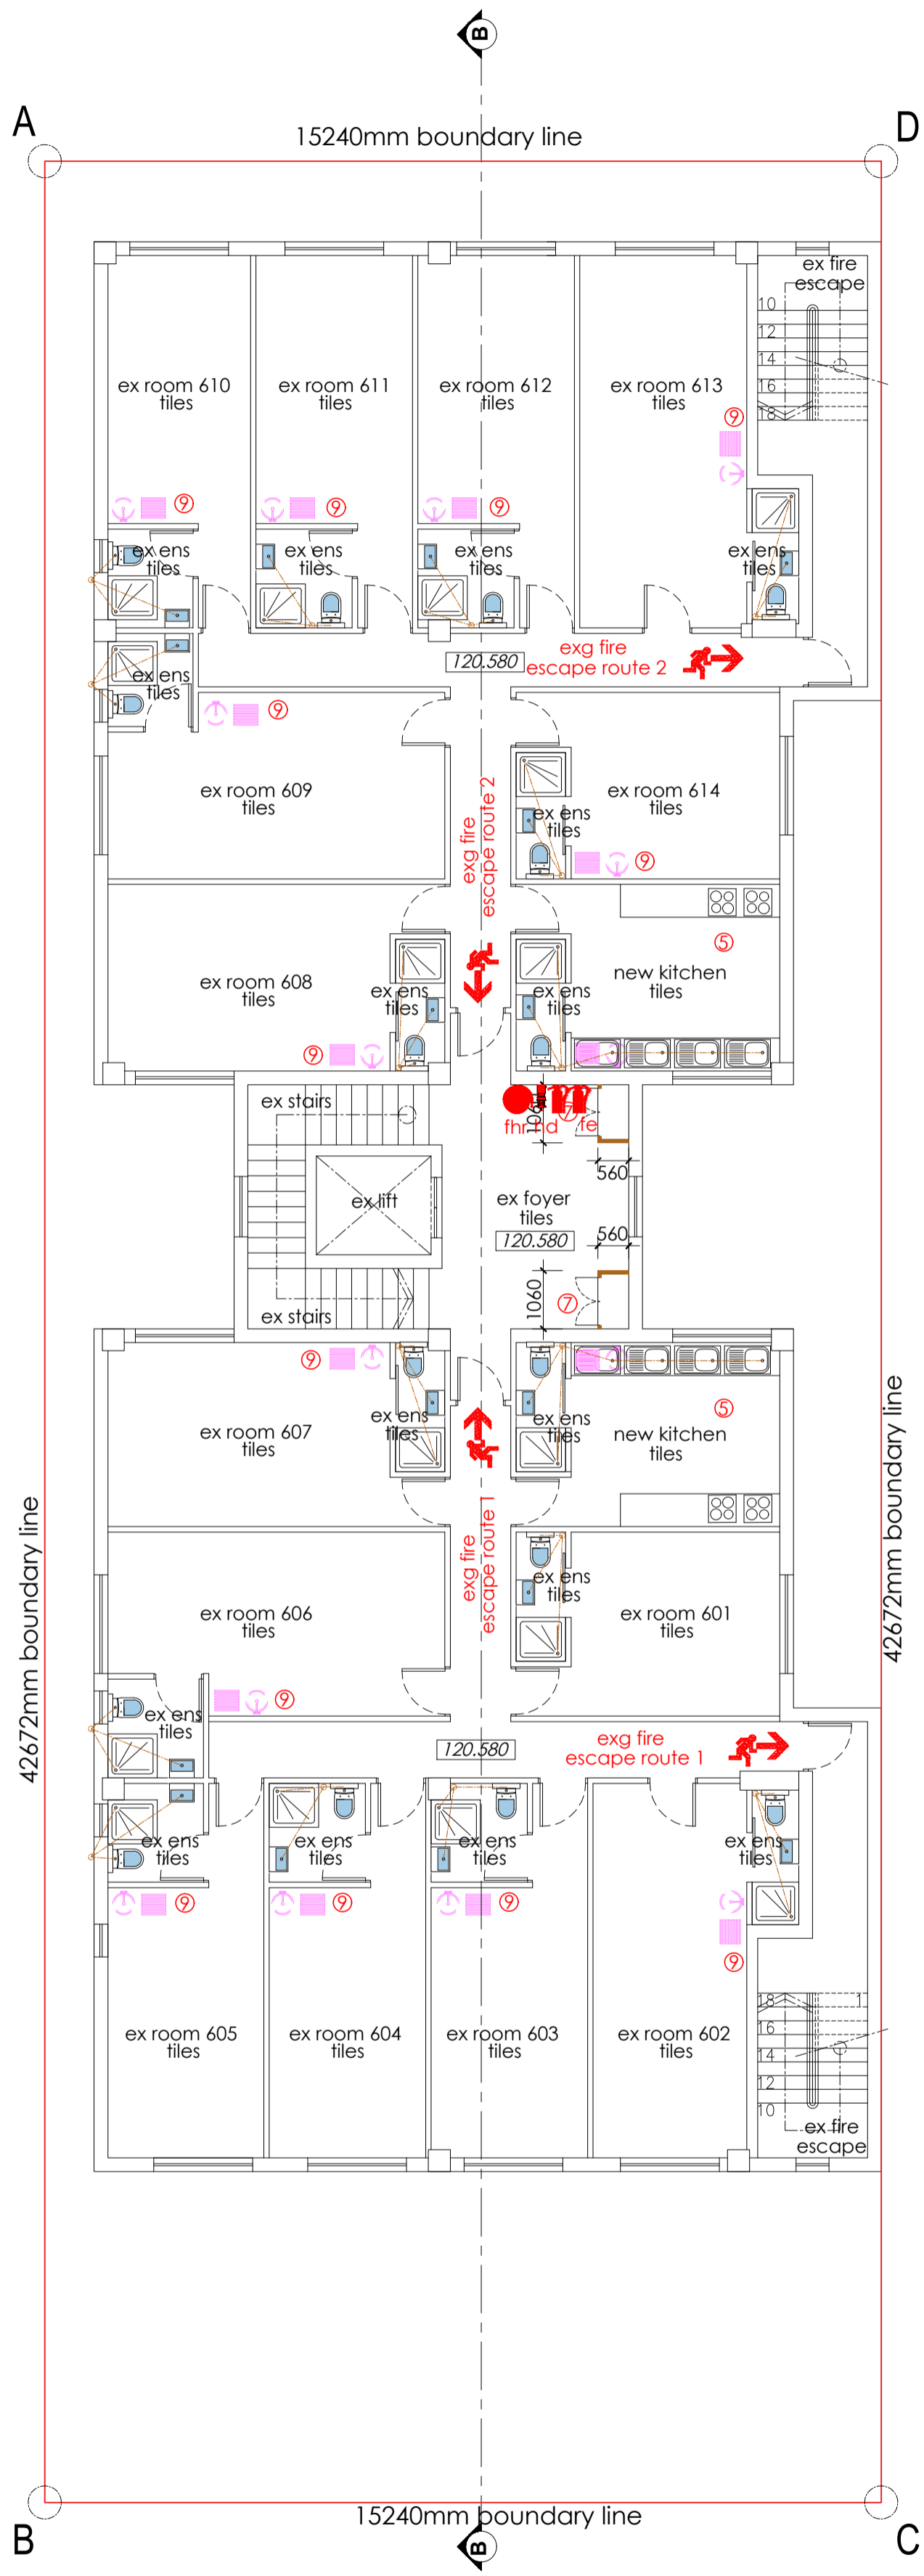 B
A
D
15240mm boundary line
ex fire
escape
10
12
14
16
18
ex room 610
tiles
ex room 611
tiles
ex room 612
tiles
ex room 613
tiles
9
9
9
9
ex ens
tiles
ex ens
tiles
ex ens
tiles
ex ens
tiles
120.580
exg fire
escape route 2
ex ens
tiles
9
ex room 609
tiles
exg fire
escape route 2
ex room 614
tiles
ex ens
tiles
9
5
ex room 608
tiles
ex ens
tiles
ex ens
tiles
new kitchen
tiles
9
ex stairs
1060
7
fhr
nd
fe
560
ex lift
ex foyer
tiles
120.580
560
1060
7
ex stairs
9
ex room 607
tiles
ex ens
tiles
ex ens
tiles
5
new kitchen
tiles
42672mm boundary line
42672mm boundary line
exg fire
escape route 1
ex room 606
tiles
ex ens
tiles
ex room 601
tiles
9
ex ens
tiles
120.580
exg fire
escape route 1
ex ens
tiles
ex ens
tiles
ex ens
tiles
ex ens
tiles
9
9
9
9
ex room 605
tiles
ex room 604
tiles
ex room 603
tiles
ex room 602
tiles
18
1
16
14
12
10
ex fire
escape
15240mm boundary line
B
C
B